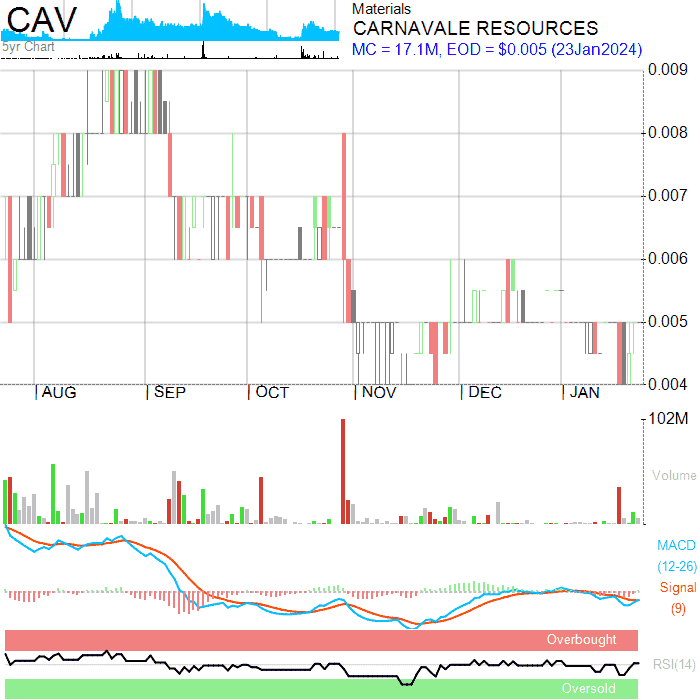 CAV
5yr Chart
Materials
CARNAVALE RESOURCES
MC = 17.1M, EOD = $0.005 (23Jan2024)
0.009
0.008
0.007
0.006
0.005
0.004
AUG SEP OCT NOV DEC JAN
102M
Volume
MACD
(12-26)
Signal
(9)
Overbought
RSI(14)
Oversold